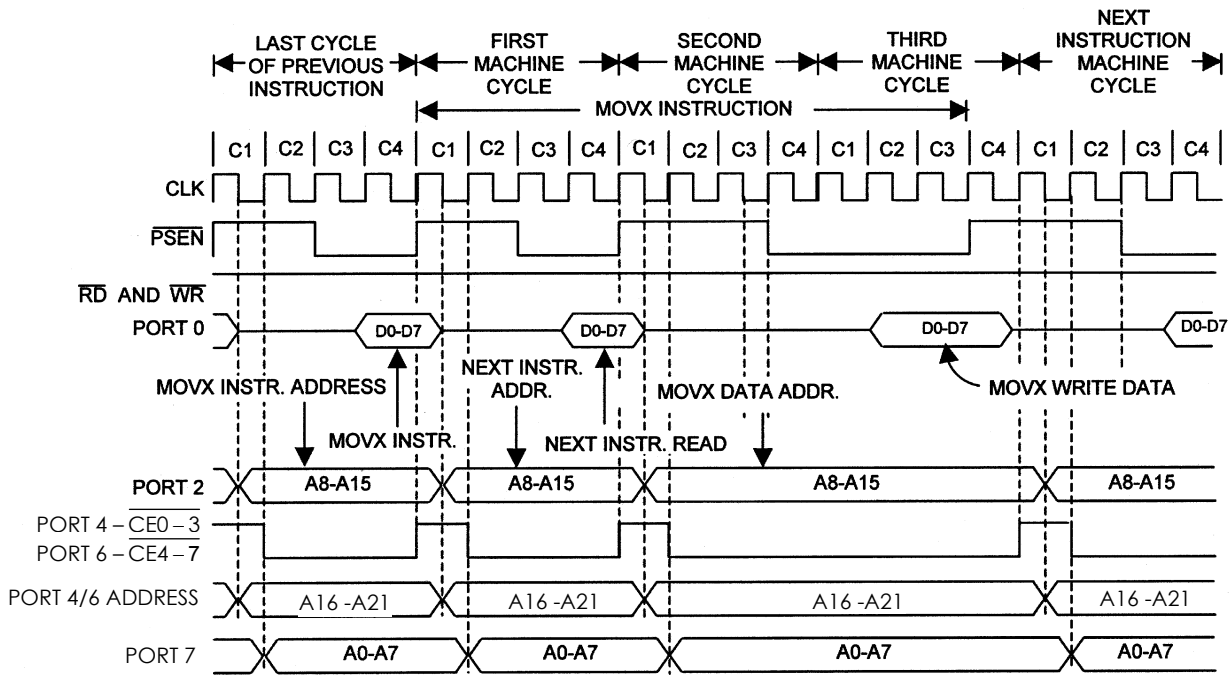 LAST CYCLE
OF PREVIOUS
INSTRUCTION
FIRST
MACHINE
CYCLE
SECOND
MACHINE
CYCLE
THIRD
MACHINE
CYCLE
NEXT
INSTRUCTION
MACHINE
CYCLE
MOVX INSTRUCTION
C1 C2 C3 C4 C1 C2 C3 C4 C1 C2 C3 C4 C1 C2 C3 C4 C1 C2 C3 C4
CLK
PSEN
RD AND WR
PORT 0 D0-D7 D0-D7 D0-D7 D0-D7
MOVX INSTR. ADDRESS
NEXT INSTR.
ADDR.
MOVX DATA ADDR.
MOVX WRITE DATA
MOVX INSTR.
NEXT INSTR. READ
PORT 2 A8-A15 A8-A15 A8-A15 A8-A15
PORT 4 – CE0 – 3
PORT 6 – CE4 – 7
PORT 4/6 ADDRESS A16 -A21 A16 -A21 A16 -A21 A16 -A21
PORT 7 A0-A7 A0-A7 A0-A7 A0-A7